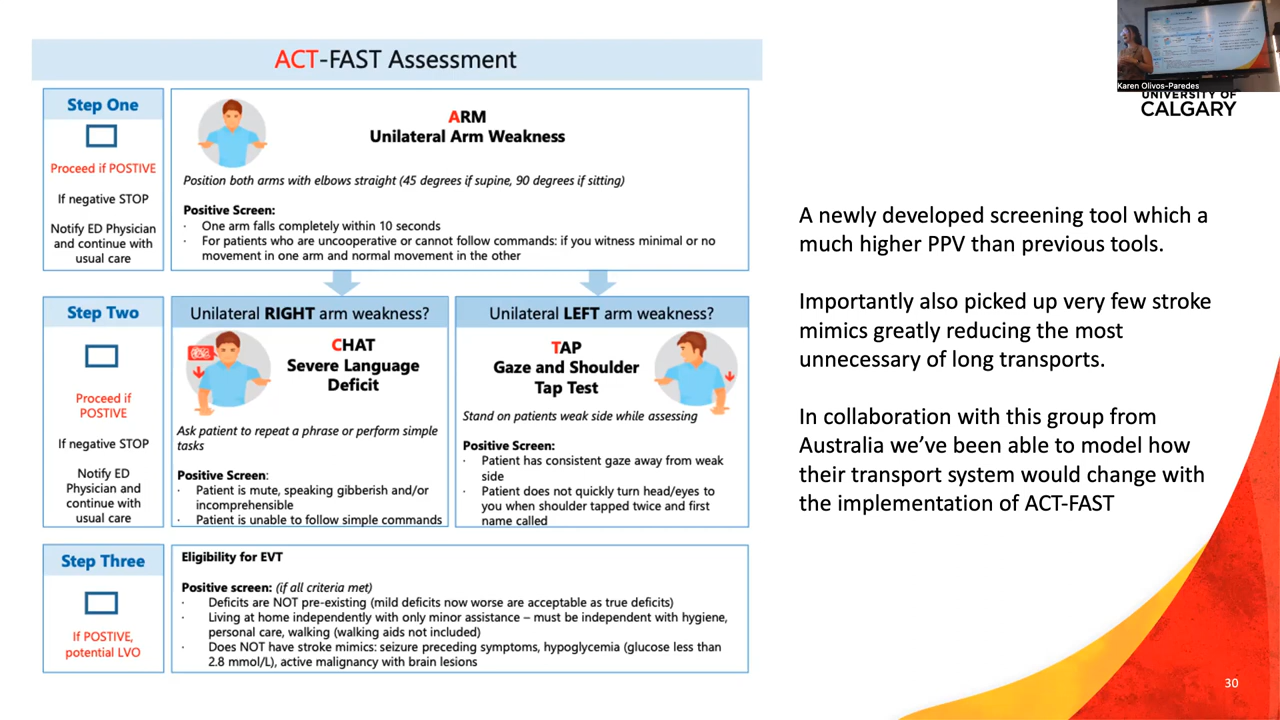 ACT-FAST Assessment
Step One
Proceed if POSTIVE
If negative STOP
Notify ED Physician
and continue with
usual care
ARM
Unilateral Arm Weakness
Position both arms with elbows straight (45 degrees if supine, 90 degrees if sitting)
Positive Screen:
· One arm falls completely within 10 seconds
· For patients who are uncooperative or cannot follow commands: if you witness minimal or no
movement in one arm and normal movement in the other
Step Two
Proceed if
POSTIVE
If negative STOP
Notify ED
Physician and
continue with
usual care
Unilateral RIGHT arm weakness?
CHAT
Severe Language
Deficit
Ask patient to repeat a phrase or perform simple
tasks
Positive Screen:
· Patient is mute, speaking gibberish and/or
incomprehensible
· Patient is unable to follow simple commands
Unilateral LEFT arm weakness?
TAP
Gaze and Shoulder
Tap Test
Stand on patients weak side while assessing
Positive Screen:
· Patient has consistent gaze away from weak
side
· Patient does not quickly turn head/eyes to
you when shoulder tapped twice and first
name called
Step Three
If POSTIVE,
potential LVO
Eligibility for EVT
Positive screen: (if all criteria met)
· Deficits are NOT pre-existing (mild deficits now worse are acceptable as true deficits)
· Living at home independently with only minor assistance – must be independent with hygiene,
personal care, walking (walking aids not included)
· Does NOT have stroke mimics: seizure preceding symptoms, hypoglycemia (glucose less than
2.8 mmol/L), active malignancy with brain lesions
Karen Olivos-Paredes
UNIVERSITY OF
CALGARY
A newly developed screening tool which a
much higher PPV than previous tools.
Importantly also picked up very few stroke
mimics greatly reducing the most
unnecessary of long transports.
In collaboration with this group from
Australia we've been able to model how
their transport system would change with
the implementation of ACT-FAST
30